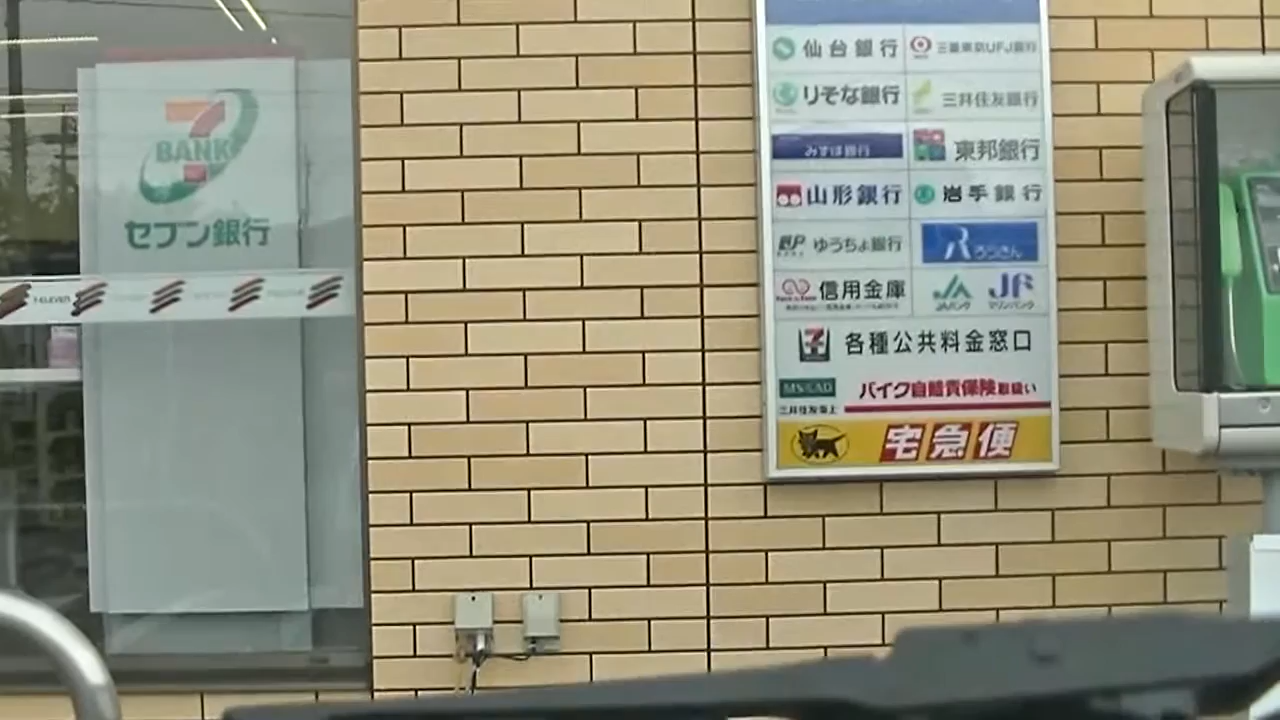 7
BANK
セブン銀行
7-ELEVEN
仙台銀行
三菱東京UFJ銀行
りそな銀行
三井住友銀行
みずほ銀行
東邦銀行
山形銀行
岩手銀行
JP ゆうちょ銀行
R ろうきん
信用金庫
JA JAバンク
JF マリンバンク
7 各種公共料金窓口
MS&AD
三井住友海上
バイク自賠責保険取扱い
宅急便